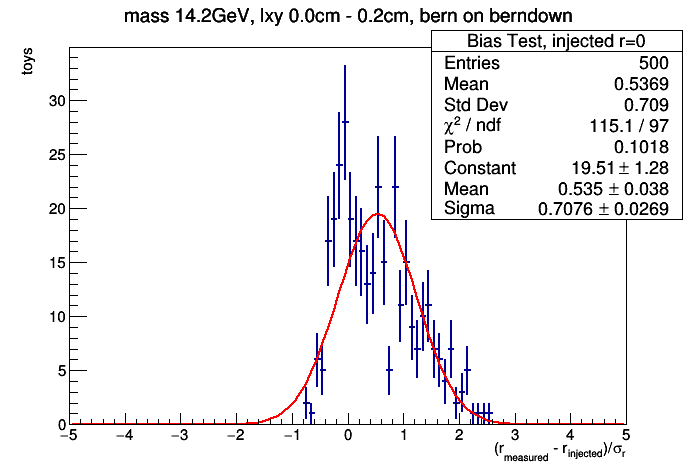 mass 14.2GeV, lxy 0.0cm - 0.2cm, bern on berndown
Bias Test, injected r=0
Entries 500
Mean 0.5369
Std Dev 0.709
χ² / ndf 115.1 / 97
Prob 0.1018
Constant 19.51 ± 1.28
Mean 0.535 ± 0.038
Sigma 0.7076 ± 0.0269
toys
30
25
20
15
10
5
0
−5 −4 −3 −2 −1 0 1 2 3 4 5
(r_measured - r_injected)/σ_r